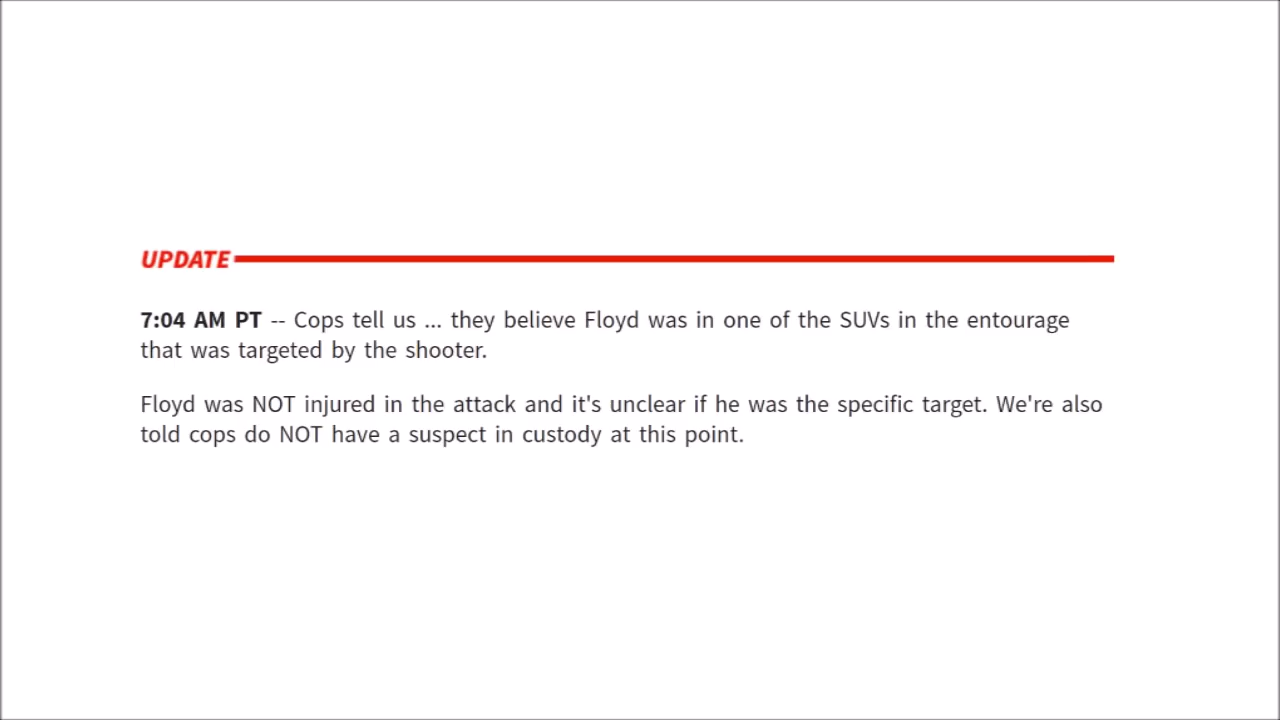 UPDATE
7:04 AM PT -- Cops tell us ... they believe Floyd was in one of the SUVs in the entourage
that was targeted by the shooter.
Floyd was NOT injured in the attack and it's unclear if he was the specific target. We're also
told cops do NOT have a suspect in custody at this point.